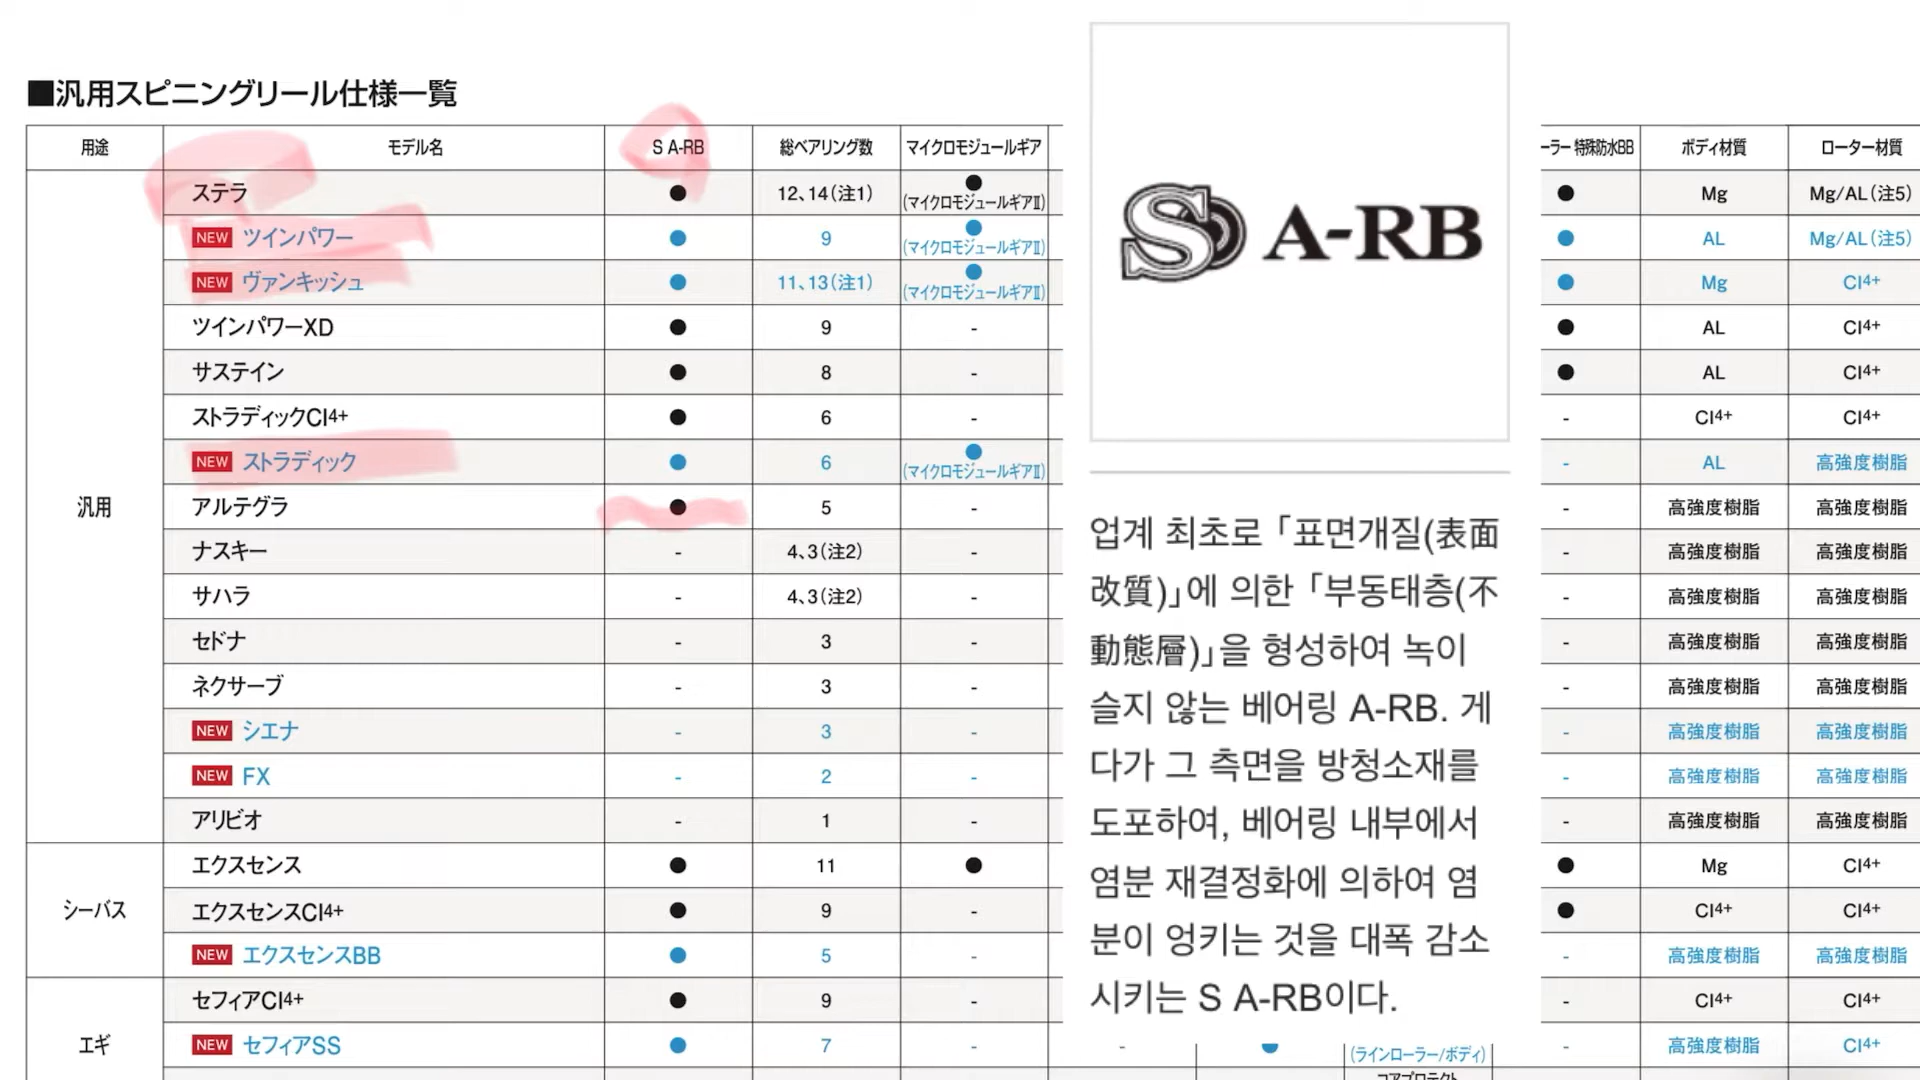 ■汎用スピニングリール仕様一覧
用途 モデル名 S A-RB 総ベアリング数 マイクロモジュールギア ーラー 特殊防水BB ボディ材質 ローター材質
汎用
ステラ ● 12、14(注1) ● (マイクロモジュールギアⅡ) ● Mg Mg/AL(注5)
NEW ツインパワー ● 9 ● (マイクロモジュールギアⅡ) ● AL Mg/AL(注5)
NEW ヴァンキッシュ ● 11、13(注1) ● (マイクロモジュールギアⅡ) ● Mg CI4+
ツインパワーXD ● 9 - ● AL CI4+
サステイン ● 8 - ● AL CI4+
ストラディックCI4+ ● 6 - - CI4+ CI4+
NEW ストラディック ● 6 ● (マイクロモジュールギアⅡ) - AL 高強度樹脂
アルテグラ ● 5 - - 高強度樹脂 高強度樹脂
ナスキー - 4、3(注2) - - 高強度樹脂 高強度樹脂
サハラ - 4、3(注2) - - 高強度樹脂 高強度樹脂
セドナ - 3 - - 高強度樹脂 高強度樹脂
ネクサーブ - 3 - - 高強度樹脂 高強度樹脂
NEW シエナ - 3 - - 高強度樹脂 高強度樹脂
NEW FX - 2 - - 高強度樹脂 高強度樹脂
アリビオ - 1 - - 高強度樹脂 高強度樹脂
シーバス
エクスセンス ● 11 ● ● Mg CI4+
エクスセンスCI4+ ● 9 - ● CI4+ CI4+
NEW エクスセンスBB ● 5 - - 高強度樹脂 高強度樹脂
エギ
セフィアCI4+ ● 9 - - CI4+ CI4+
NEW セフィアSS ● 7 - - ● (ラインローラー/ボディ) - 高強度樹脂 CI4+
コアプロテクト
S A-RB
업계 최초로 「표면개질(表面
改質)」에 의한 「부동태층(不
動態層)」을 형성하여 녹이
슬지 않는 베어링 A-RB. 게
다가 그 측면을 방청소재를
도포하여, 베어링 내부에서
염분 재결정화에 의하여 염
분이 엉키는 것을 대폭 감소
시키는 S A-RB이다.